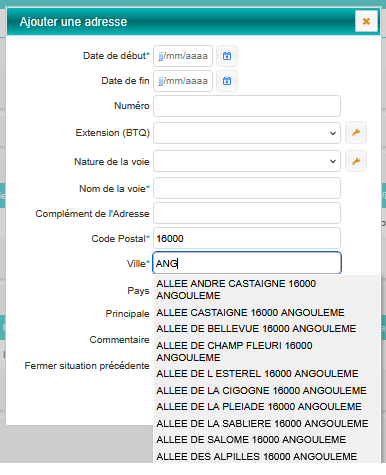 Ajouter une adresse
Date de début* jj/mm/aaaa
Date de fin jj/mm/aaaa
Numéro
Extension (BTQ)
Nature de la voie
Nom de la voie*
Complément de l'Adresse
Code Postal* 16000
Ville* ANG
Pays
Principale
Commentaire
Fermer situation précédente
ALLEE ANDRE CASTAIGNE 16000
ANGOULEME
ALLEE CASTAIGNE 16000 ANGOULEME
ALLEE DE BELLEVUE 16000 ANGOULEME
ALLEE DE CHAMP FLEURI 16000
ANGOULEME
ALLEE DE L ESTEREL 16000 ANGOULEME
ALLEE DE LA CIGOGNE 16000 ANGOULEME
ALLEE DE LA PLEIADE 16000 ANGOULEME
ALLEE DE LA SABLIERE 16000 ANGOULEME
ALLEE DE SALOME 16000 ANGOULEME
ALLEE DES ALPILLES 16000 ANGOULEME